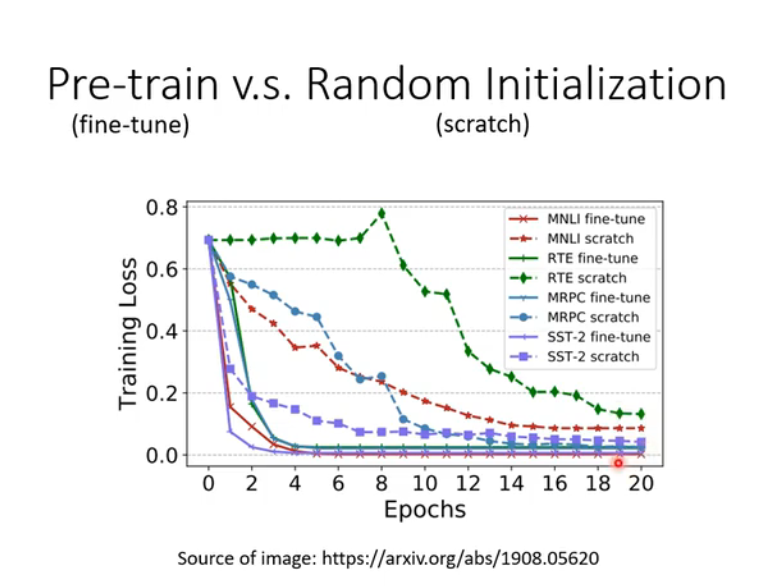 Pre-train v.s. Random Initialization
(fine-tune) (scratch)
0.8
0.6
0.4
0.2
0.0
Training Loss
MNLI fine-tune
MNLI scratch
RTE fine-tune
RTE scratch
MRPC fine-tune
MRPC scratch
SST-2 fine-tune
SST-2 scratch
0 2 4 6 8 10 12 14 16 18 20
Epochs
Source of image: https://arxiv.org/abs/1908.05620